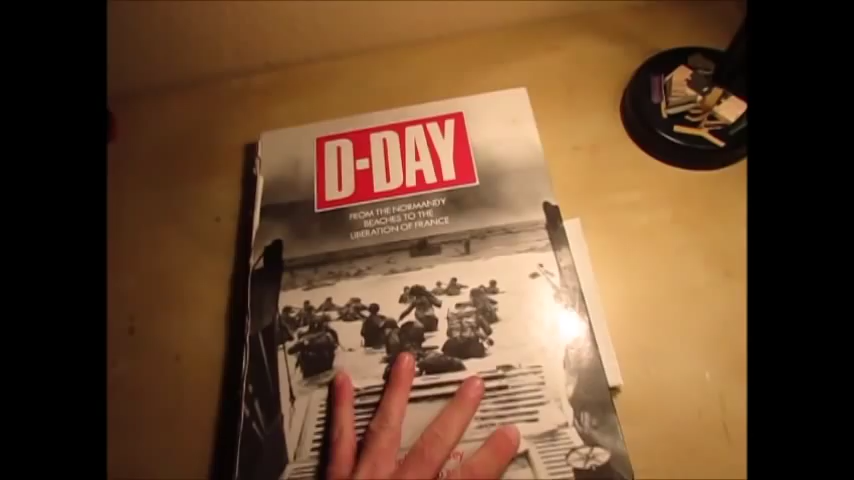 D-DAY
FROM THE NORMANDY
BEACHES TO THE
LIBERATION OF FRANCE